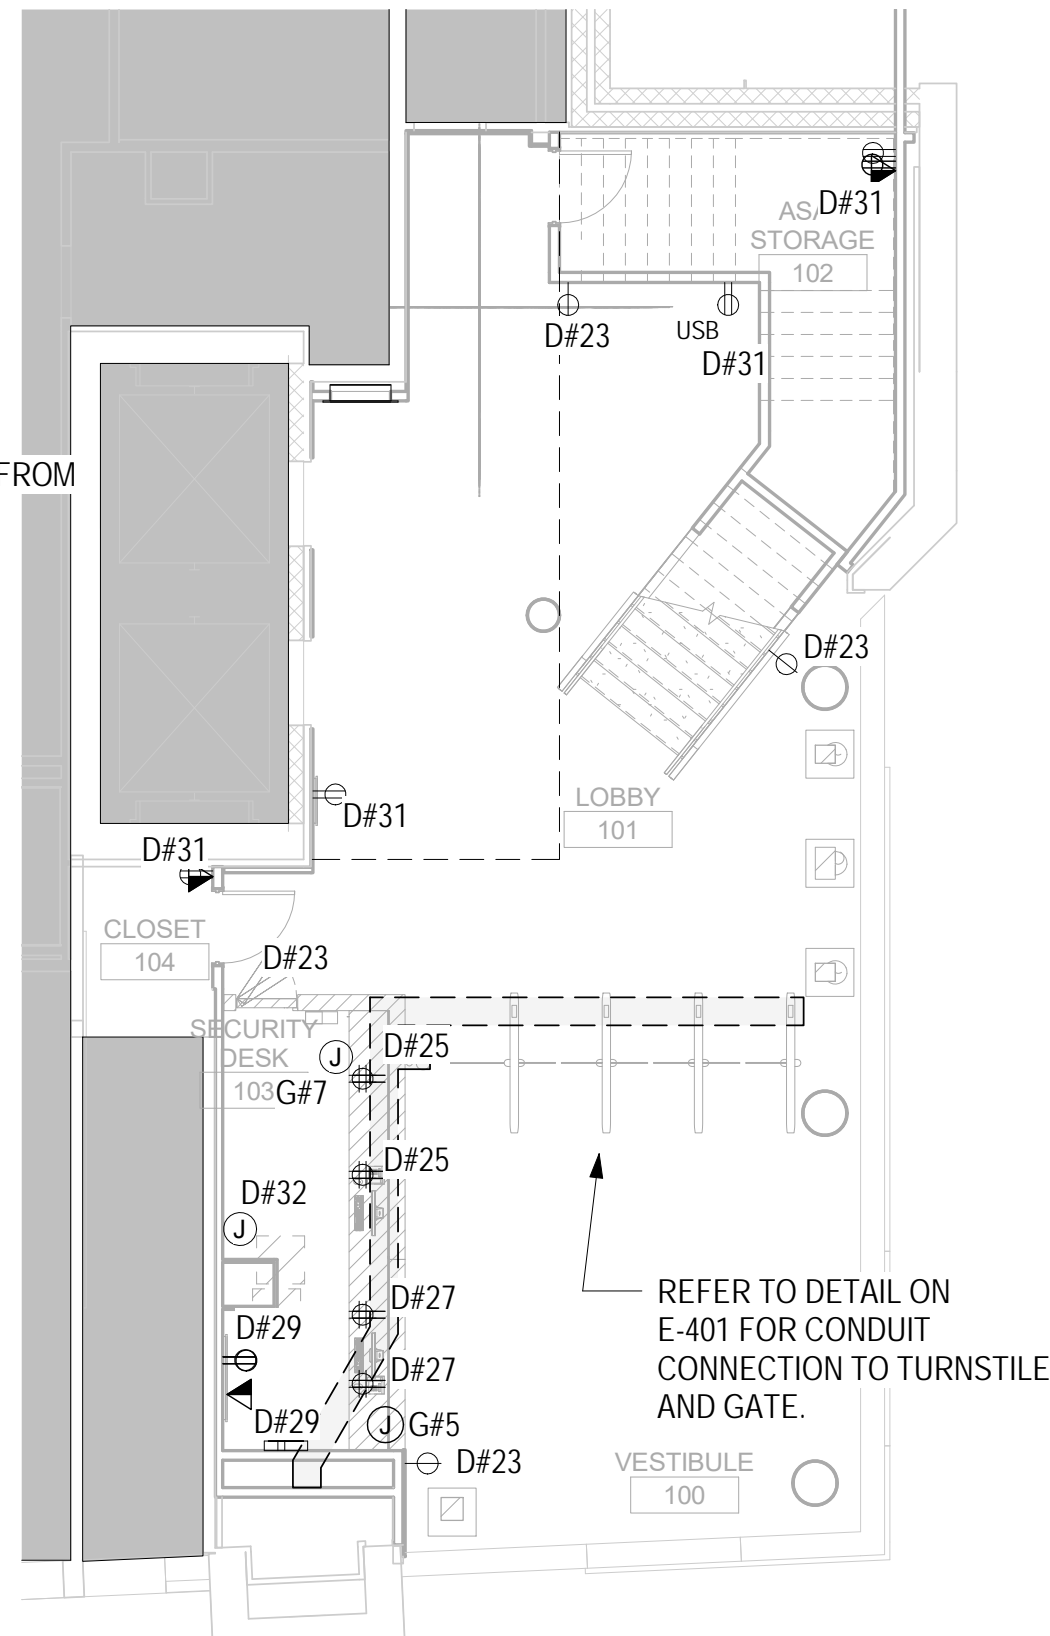 D#31
ASA
STORAGE
102
D#23
USB
D#31
FROM
D#23
D#31
LOBBY
101
D#31
CLOSET
104
D#23
SECURITY
DESK
103
G#7
J
D#25
D#25
D#32
J
D#27
D#29
D#27
D#29
J
G#5
D#23
REFER TO DETAIL ON
E-401 FOR CONDUIT
CONNECTION TO TURNSTILE
AND GATE.
VESTIBULE
100